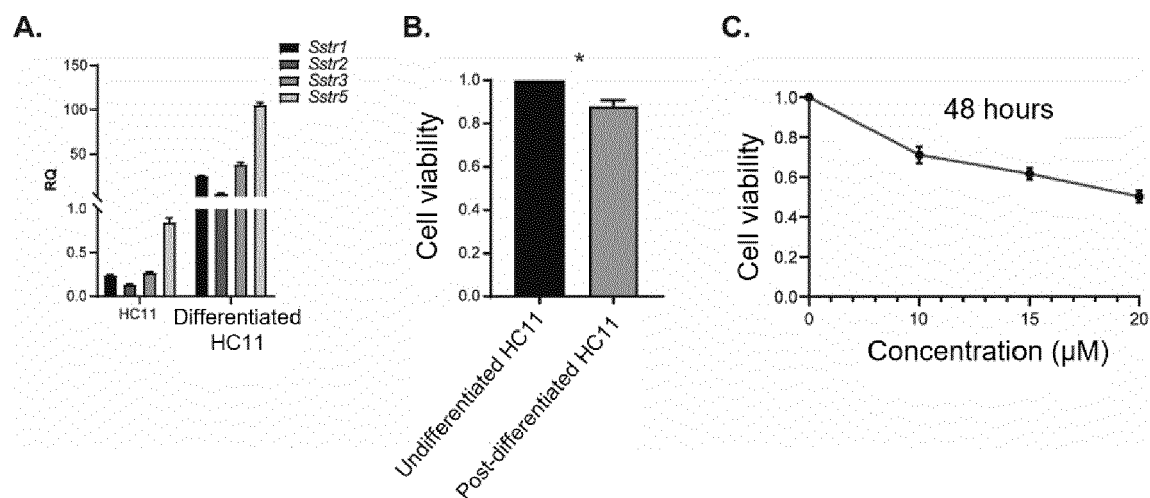 A.
Sstr1
Sstr2
Sstr3
Sstr5
150
100
50
RQ
1.0
0.5
0.0
HC11
Differentiated
HC11
B.
*
1.0
0.8
0.6
0.4
0.2
0.0
Cell viability
Undifferentiated HC11
Post-differentiated HC11
C.
48 hours
1.0
0.8
0.6
0.4
0.2
0.0
Cell viability
0
10
15
20
Concentration (µM)